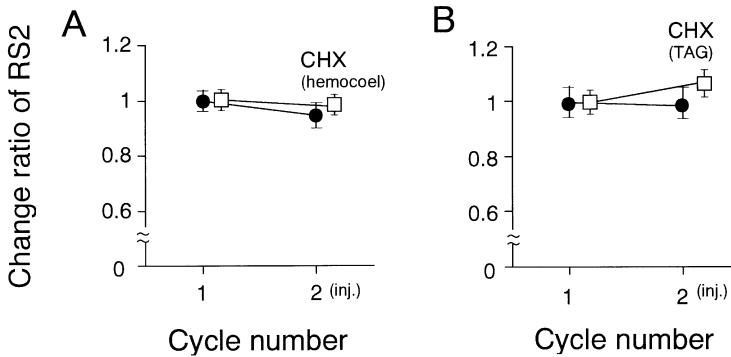 A
B
Change ratio of RS2
1.2
1
0.8
0.6
0
CHX
(hemocoel)
1
2 (inj.)
Cycle number
1.2
1
0.8
0.6
0
CHX
(TAG)
1
2 (inj.)
Cycle number